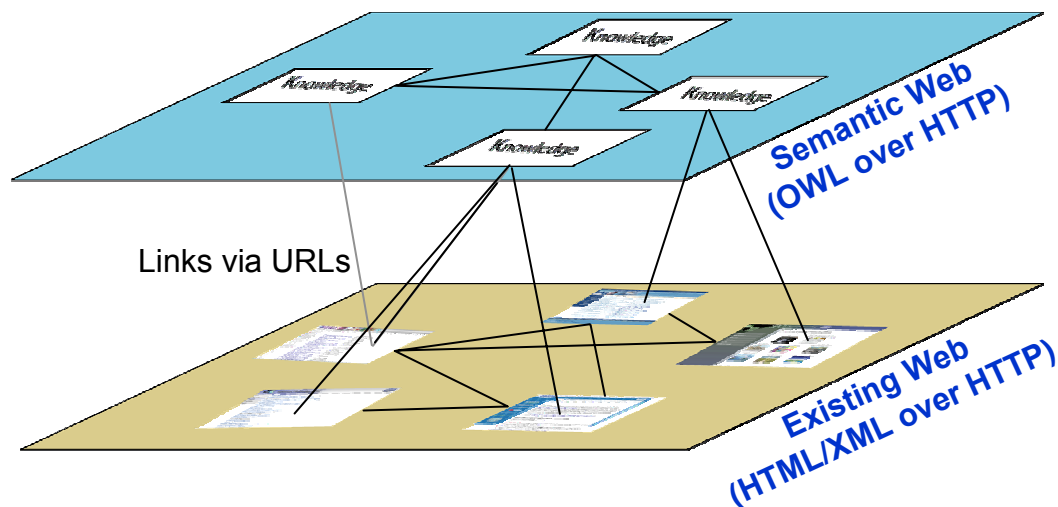 Knowledge
Knowledge
Knowledge
Knowledge
Semantic Web
(OWL over HTTP)
Links via URLs
Existing Web
(HTML/XML over HTTP)